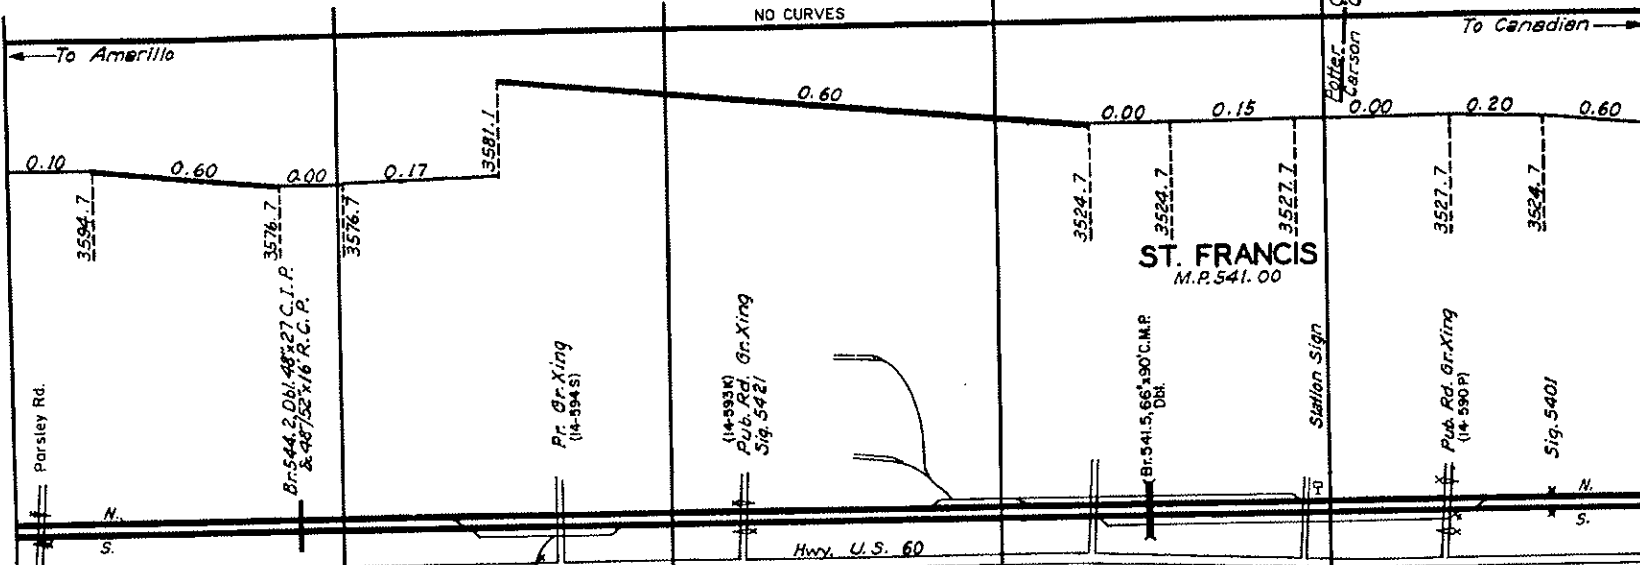 NO CURVES
To Amarillo
To Canadian
Potter
Carson
0.10
0.60
0.00
0.17
0.60
0.00
0.15
0.00
0.20
0.60
3594.7
3576.7
3576.7
3581.1
3524.7
3524.7
3527.7
3527.7
3524.7
ST. FRANCIS
M.P. 541.00
Parsley Rd.
Br. 544.2, Dbl. 48"x27 C.I.P.
& 48"/52"x16' R.C.P.
Pr. Gr. Xing
(14-594S)
(14-593K)
Pub. Rd. Gr. Xing
Sig. 5421
Br. 541.5, 66"x90' C.M.P.
Dbl.
Station Sign
Pub. Rd. Gr. Xing
(14-590P)
Sig. 5401
N.
S.
N.
S.
Hwy. U.S. 60